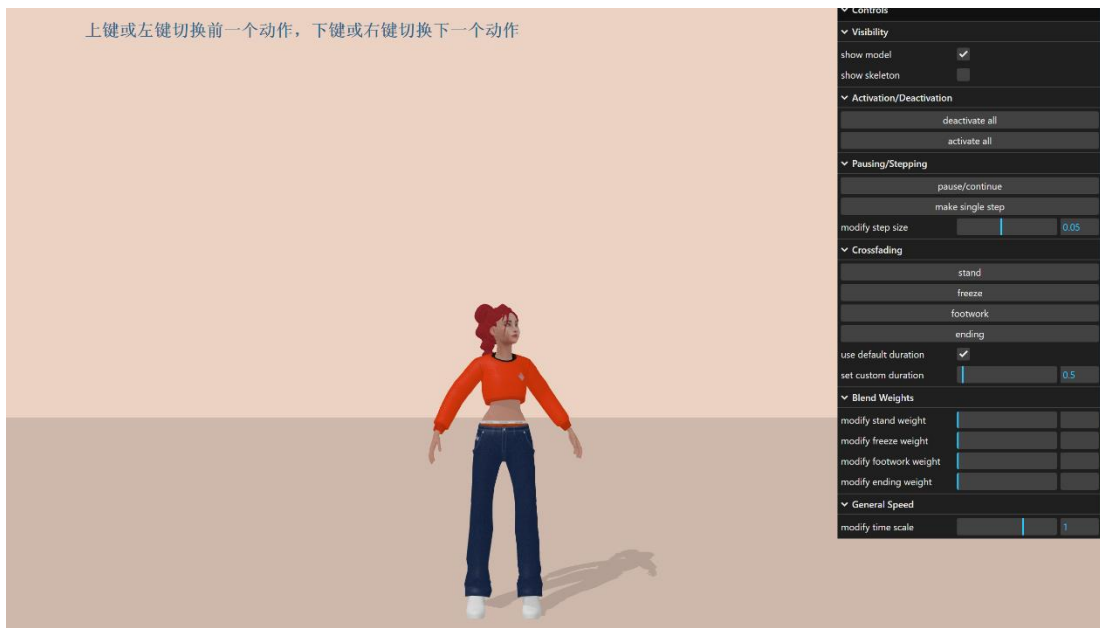 上键或左键切换前一个动作，下键或右键切换下一个动作
Controls
Visibility
show model
show skeleton
Activation/Deactivation
deactivate all
activate all
Pausing/Stepping
pause/continue
make single step
modify step size 0.05
Crossfading
stand
freeze
footwork
ending
use default duration
set custom duration 0.5
Blend Weights
modify stand weight
modify freeze weight
modify footwork weight
modify ending weight
General Speed
modify time scale 1